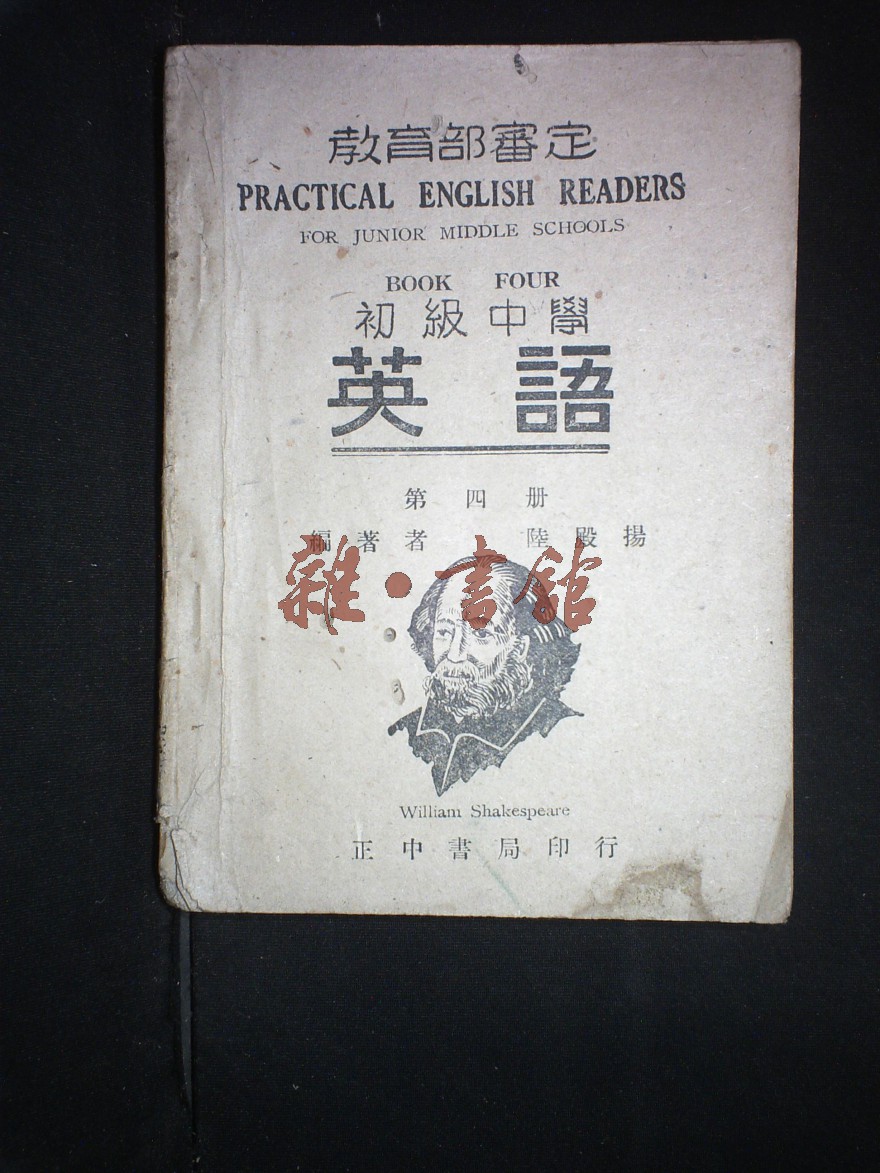 教育部審定
PRACTICAL ENGLISH READERS
FOR JUNIOR MIDDLE SCHOOLS
BOOK FOUR
初級中學
英語
第四册
編著者 陸殿揚
雜·書館
William Shakespeare
正中書局印行